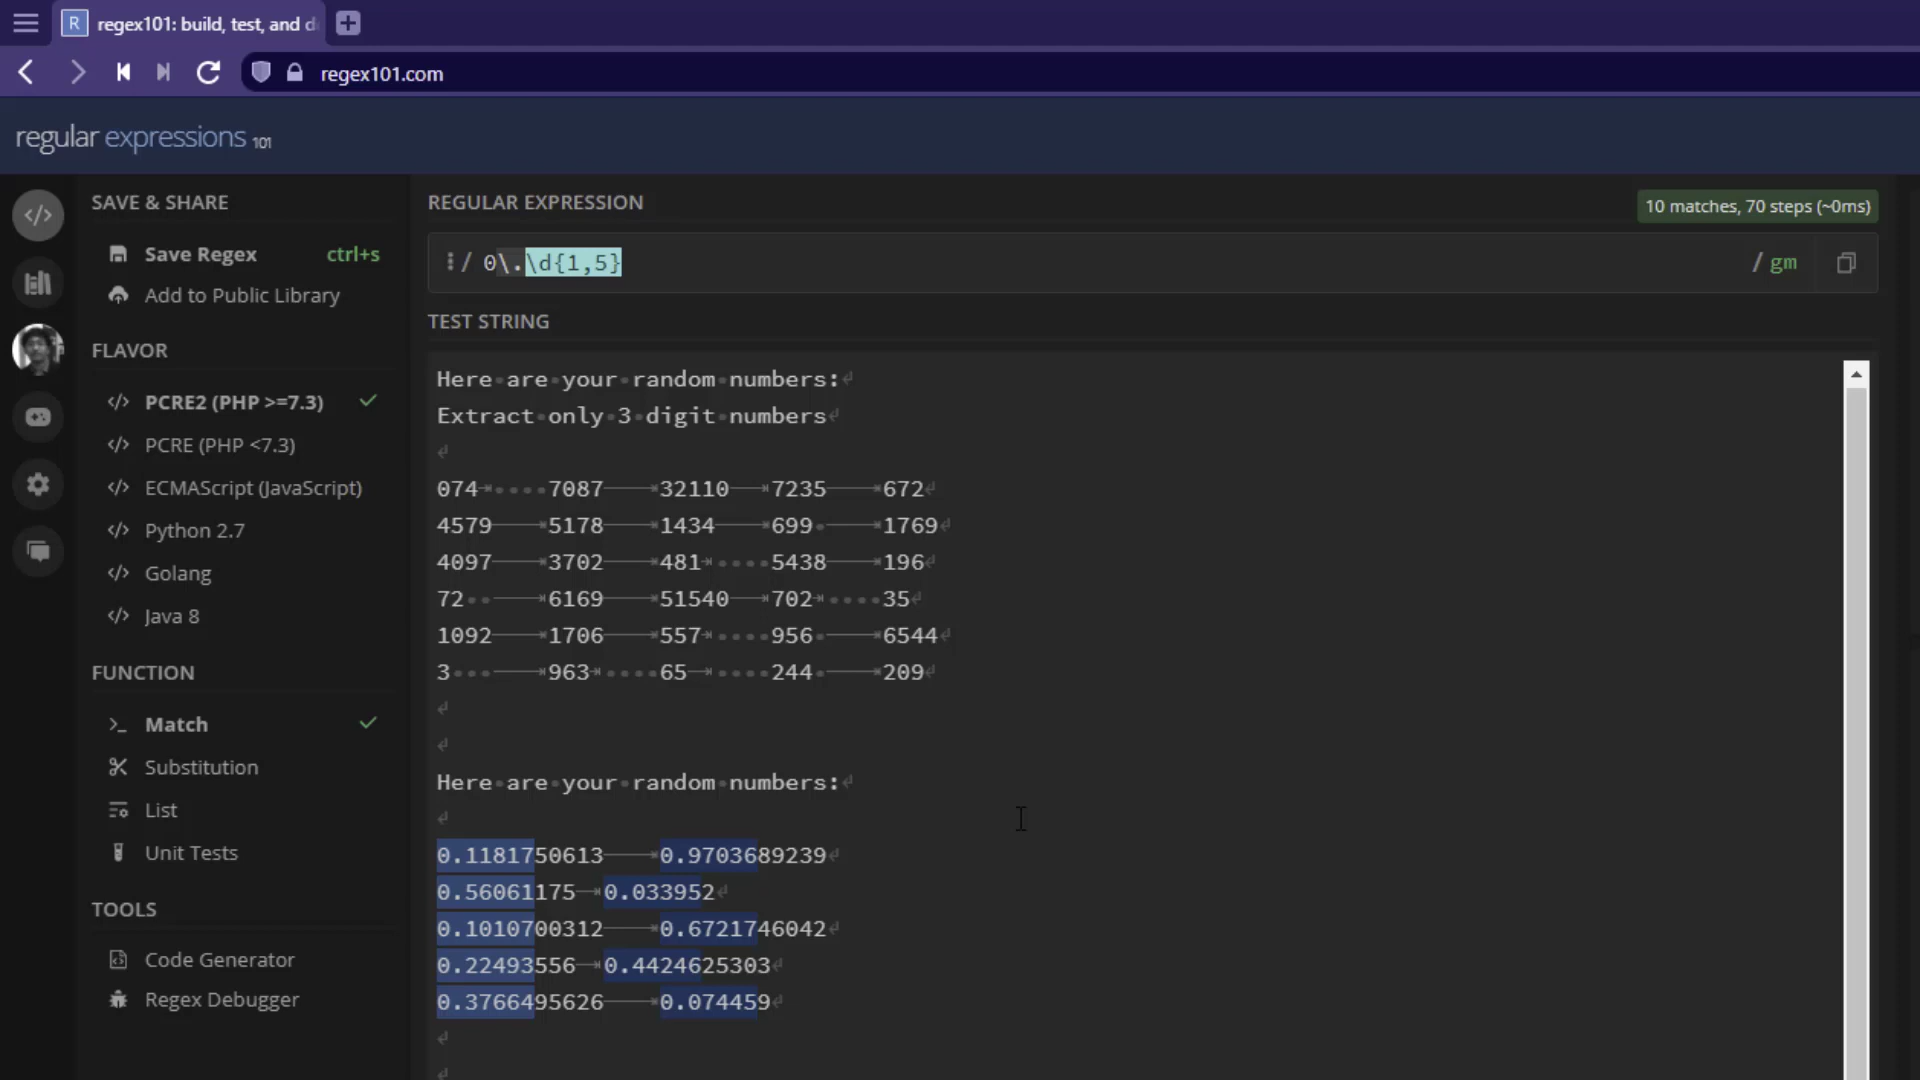 regex101: build, test, and d
regex101.com
regular expressions 101
SAVE & SHARE
Save Regex ctrl+s
Add to Public Library
FLAVOR
PCRE2 (PHP >=7.3)
PCRE (PHP <7.3)
ECMAScript (JavaScript)
Python 2.7
Golang
Java 8
FUNCTION
Match
Substitution
List
Unit Tests
TOOLS
Code Generator
Regex Debugger
REGULAR EXPRESSION
10 matches, 70 steps (~0ms)
/ 0\.\d{1,5} / gm
TEST STRING
Here are your random numbers:
Extract only 3 digit numbers
074 7087 32110 7235 672
4579 5178 1434 699 1769
4097 3702 481 5438 196
72 6169 51540 702 35
1092 1706 557 956 6544
3 963 65 244 209
Here are your random numbers:
0.1181750613 0.9703689239
0.56061175 0.033952
0.1010700312 0.6721746042
0.22493556 0.4424625303
0.3766495626 0.074459